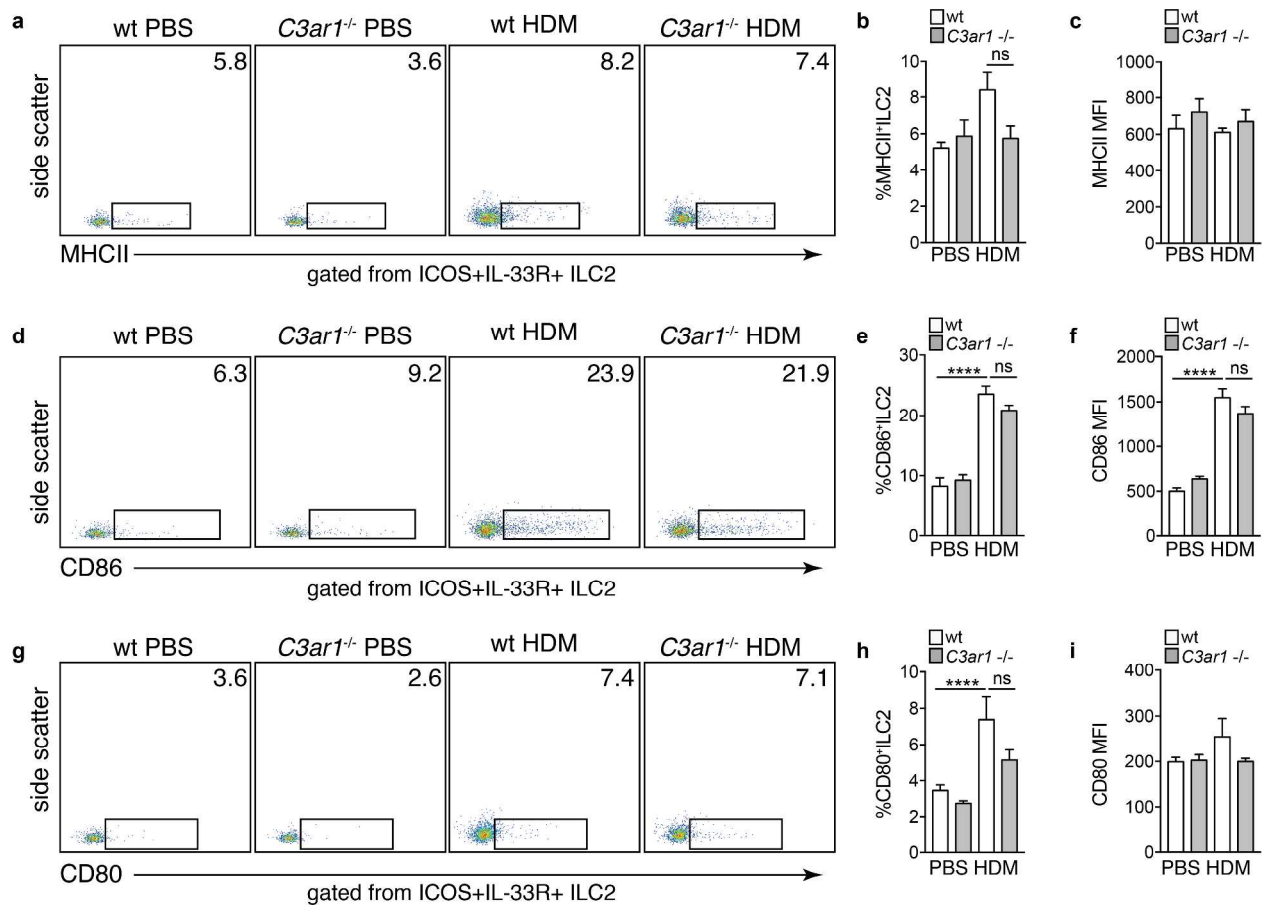 a
wt PBS
C3ar1-/- PBS
wt HDM
C3ar1-/- HDM
side scatter
5.8
3.6
8.2
7.4
MHCII
gated from ICOS+IL-33R+ ILC2
b
wt
C3ar1 -/-
ns
%MHCII+ILC2
10
8
6
4
2
0
PBS HDM
c
wt
C3ar1 -/-
MHCII MFI
1000
800
600
400
200
0
PBS HDM
d
wt PBS
C3ar1-/- PBS
wt HDM
C3ar1-/- HDM
side scatter
6.3
9.2
23.9
21.9
CD86
gated from ICOS+IL-33R+ ILC2
e
wt
C3ar1 -/-
**** ns
%CD86+ILC2
30
20
10
0
PBS HDM
f
wt
C3ar1 -/-
**** ns
CD86 MFI
2000
1500
1000
500
0
PBS HDM
g
wt PBS
C3ar1-/- PBS
wt HDM
C3ar1-/- HDM
side scatter
3.6
2.6
7.4
7.1
CD80
gated from ICOS+IL-33R+ ILC2
h
wt
C3ar1 -/-
**** ns
%CD80+ILC2
10
8
6
4
2
0
PBS HDM
i
wt
C3ar1 -/-
CD80 MFI
400
300
200
100
0
PBS HDM